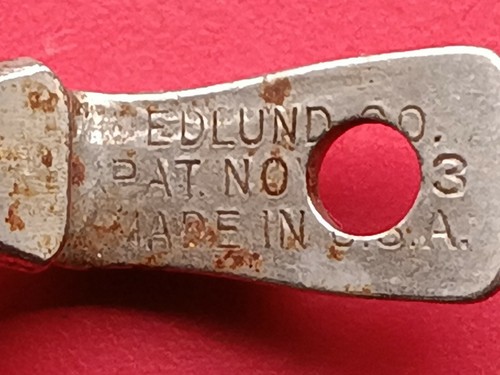 EDLUND CO.
PAT. NO 3
MADE IN U.S.A.